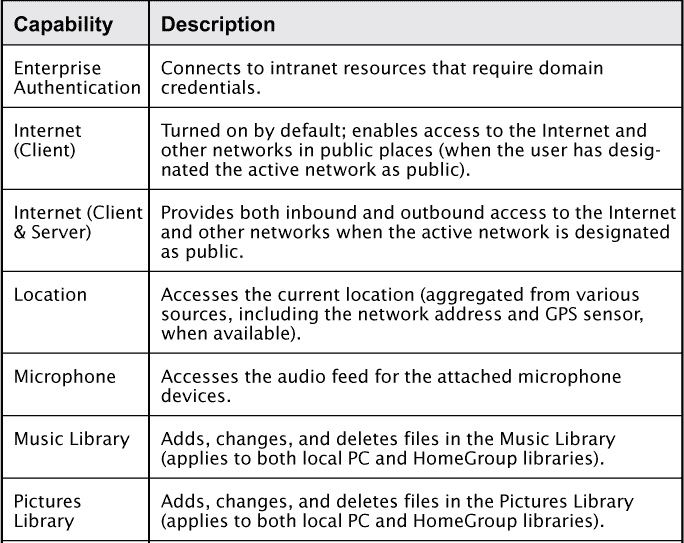 Capability Description
Enterprise Authentication Connects to intranet resources that require domain
credentials.
Internet (Client) Turned on by default; enables access to the Internet and
other networks in public places (when the user has desig-
nated the active network as public).
Internet (Client & Server) Provides both inbound and outbound access to the Internet
and other networks when the active network is designated
as public.
Location Accesses the current location (aggregated from various
sources, including the network address and GPS sensor,
when available).
Microphone Accesses the audio feed for the attached microphone
devices.
Music Library Adds, changes, and deletes files in the Music Library
(applies to both local PC and HomeGroup libraries).
Pictures Library Adds, changes, and deletes files in the Pictures Library
(applies to both local PC and HomeGroup libraries).